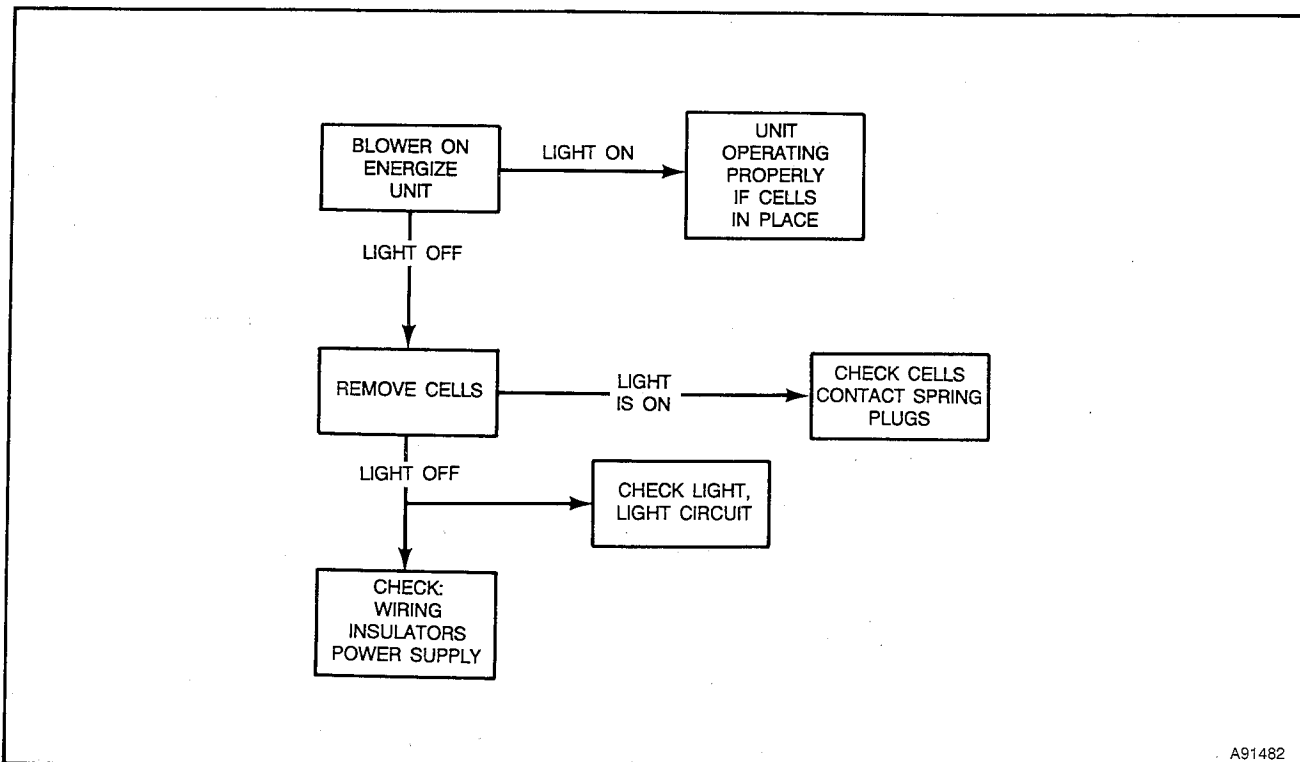 BLOWER ON
ENERGIZE
UNIT
LIGHT ON
UNIT
OPERATING
PROPERLY
IF CELLS
IN PLACE
LIGHT OFF
REMOVE CELLS
LIGHT
IS ON
CHECK CELLS
CONTACT SPRING
PLUGS
LIGHT OFF
CHECK LIGHT,
LIGHT CIRCUIT
CHECK:
WIRING
INSULATORS
POWER SUPPLY
A91482